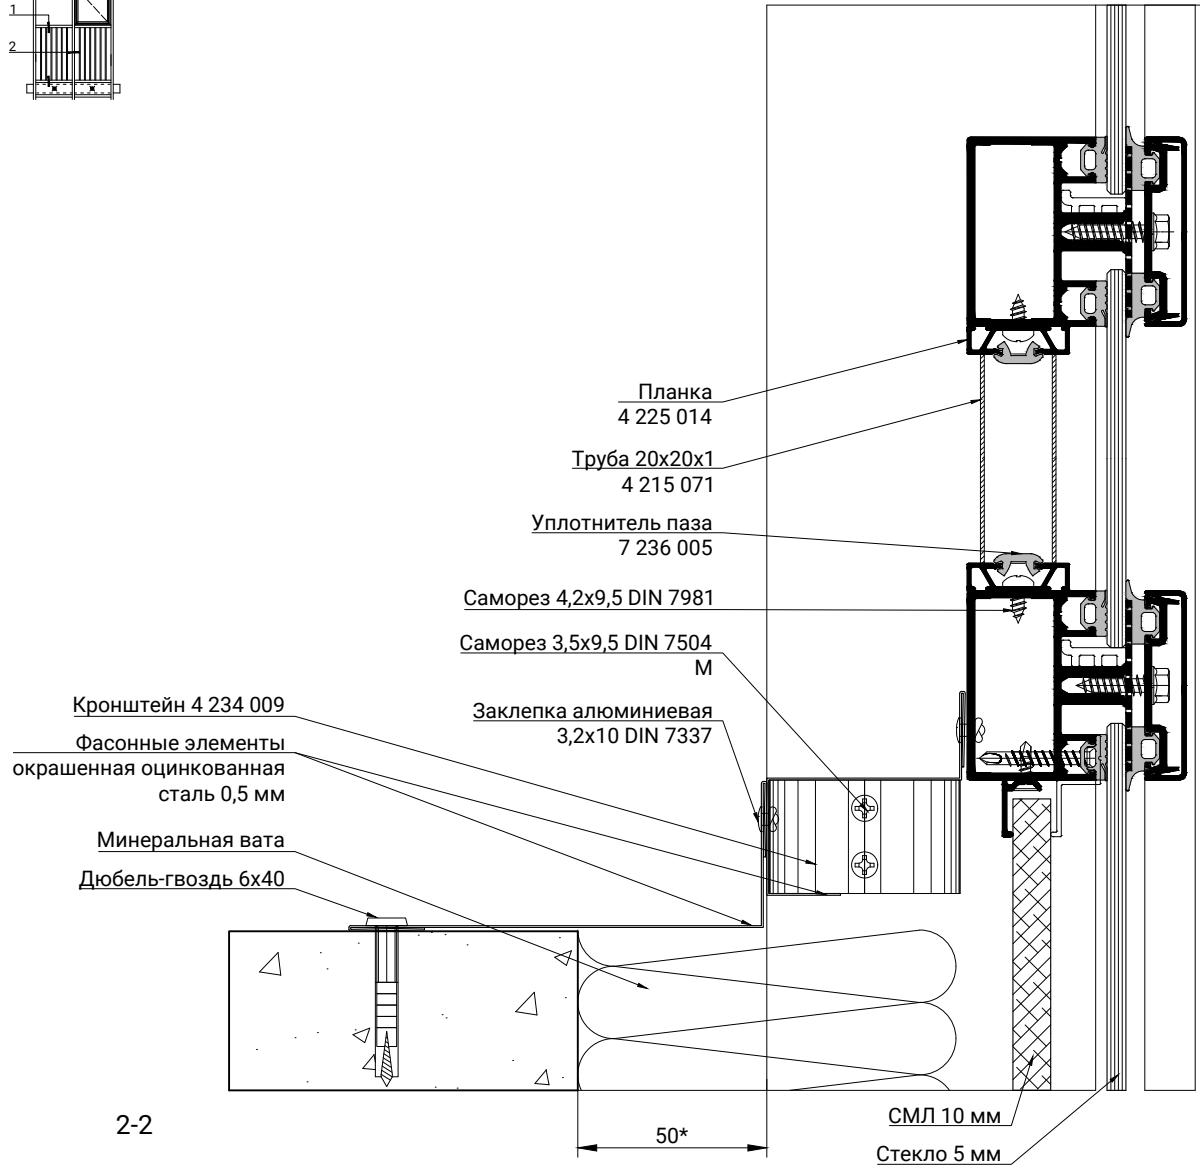 1
2
Планка
4 225 014
Труба 20х20х1
4 215 071
Уплотнитель паза
7 236 005
Саморез 4,2х9,5 DIN 7981
Саморез 3,5х9,5 DIN 7504
М
Кронштейн 4 234 009
Заклепка алюминиевая
3,2х10 DIN 7337
Фасонные элементы
окрашенная оцинкованная
сталь 0,5 мм
Минеральная вата
Дюбель-гвоздь 6х40
2-2
50*
СМЛ 10 мм
Стекло 5 мм